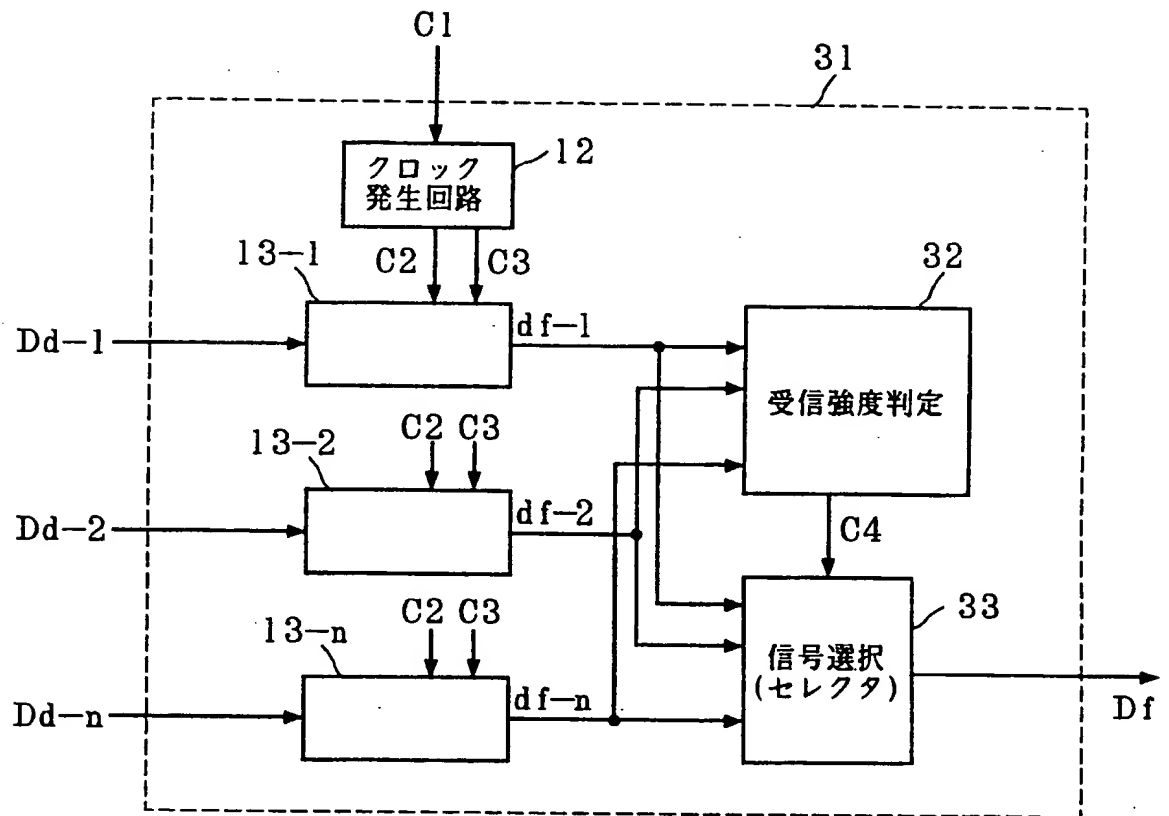 C1
31
クロック
発生回路
12
13-1
C2
C3
32
Dd-1
df-1
受信強度判定
13-2
C2
C3
Dd-2
df-2
C4
13-n
C2
C3
33
信号選択
(セレクタ)
Dd-n
df-n
Df